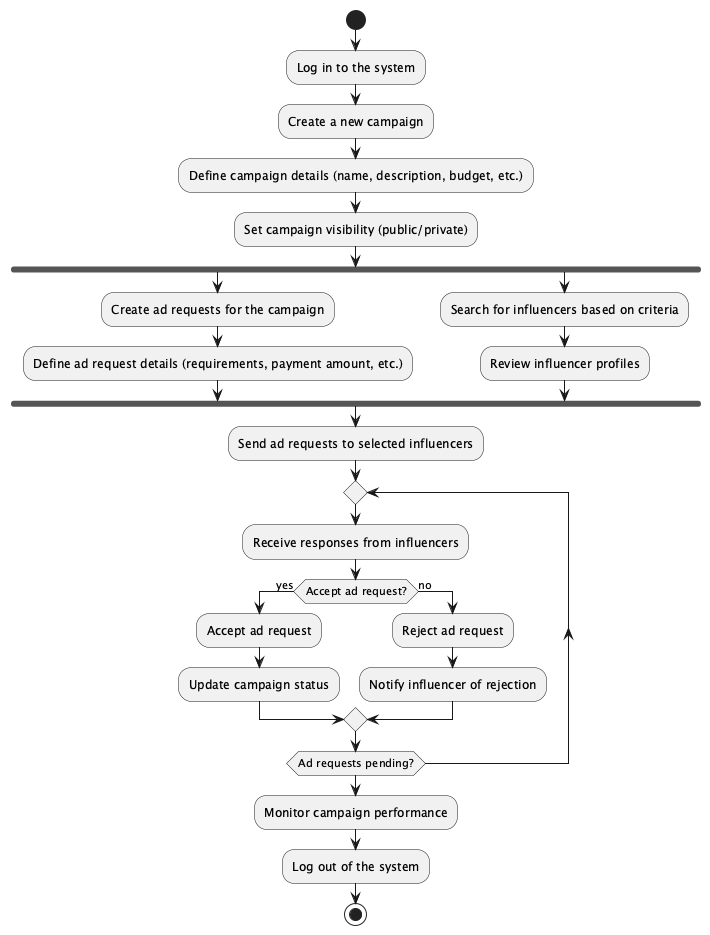 Log in to the system
Create a new campaign
Define campaign details (name, description, budget, etc.)
Set campaign visibility (public/private)
Create ad requests for the campaign
Search for influencers based on criteria
Define ad request details (requirements, payment amount, etc.)
Review influencer profiles
Send ad requests to selected influencers
Receive responses from influencers
yes
Accept ad request?
no
Accept ad request
Reject ad request
Update campaign status
Notify influencer of rejection
Ad requests pending?
Monitor campaign performance
Log out of the system